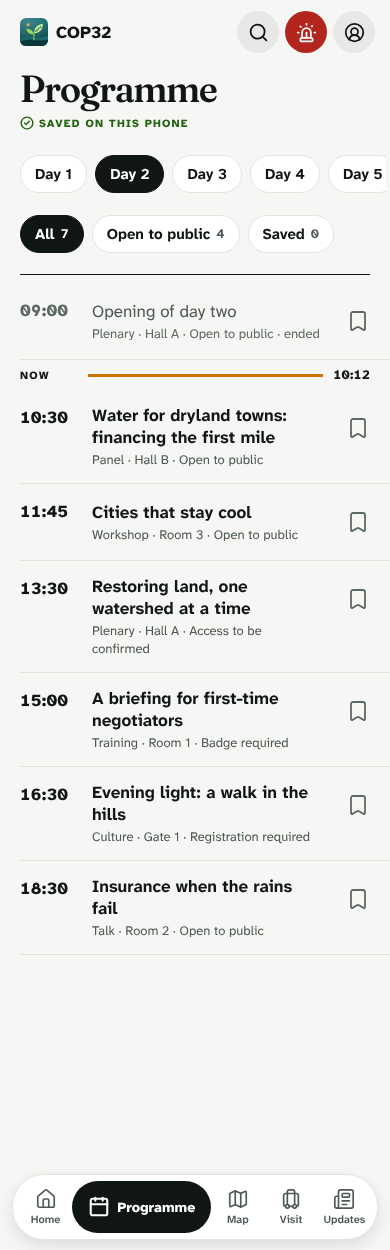 COP32
Programme
SAVED ON THIS PHONE
Day 1 Day 2 Day 3 Day 4 Day 5
All 7 Open to public 4 Saved 0
09:00 Opening of day two
Plenary · Hall A · Open to public · ended
NOW 10:12
10:30 Water for dryland towns:
financing the first mile
Panel · Hall B · Open to public
11:45 Cities that stay cool
Workshop · Room 3 · Open to public
13:30 Restoring land, one
watershed at a time
Plenary · Hall A · Access to be
confirmed
15:00 A briefing for first-time
negotiators
Training · Room 1 · Badge required
16:30 Evening light: a walk in the
hills
Culture · Gate 1 · Registration required
18:30 Insurance when the rains
fail
Talk · Room 2 · Open to public
Home Programme Map Visit Updates